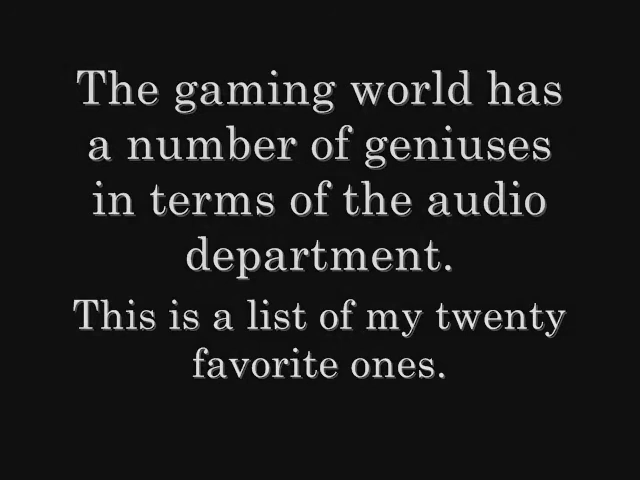 The gaming world has
a number of geniuses
in terms of the audio
department.
This is a list of my twenty
favorite ones.